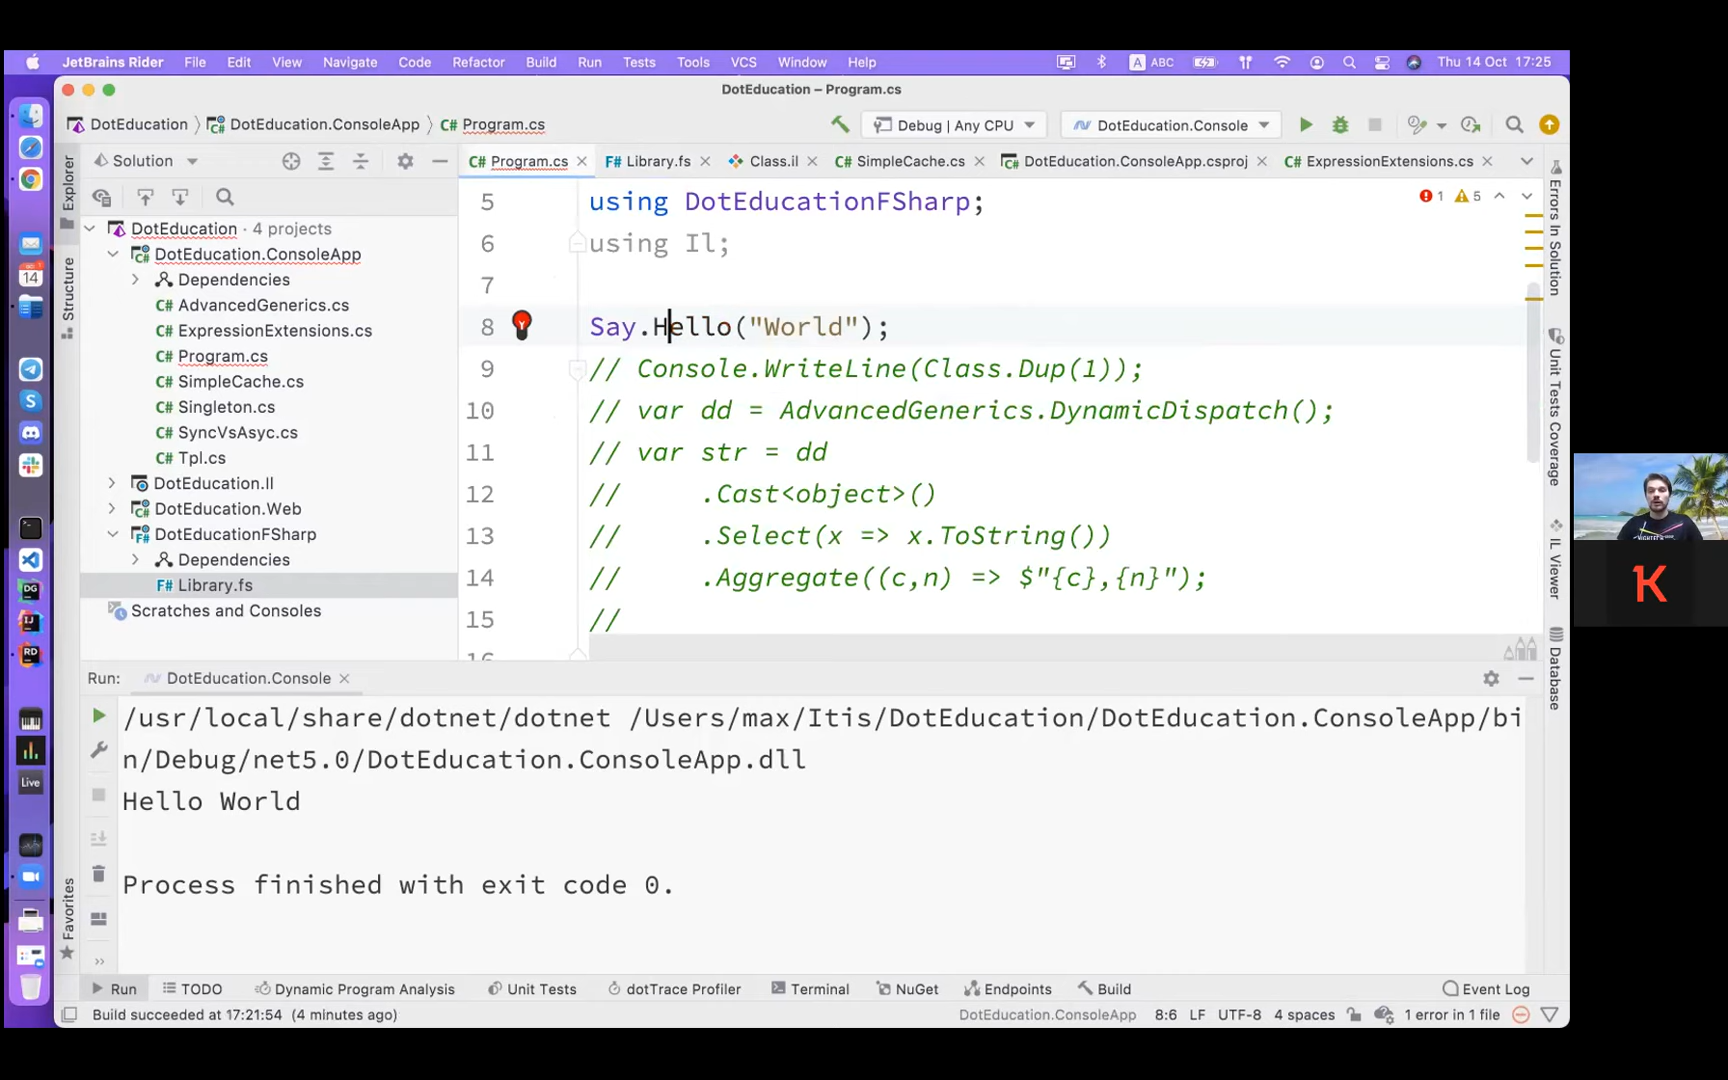 JetBrains Rider File Edit View Navigate Code Refactor Build Run Tests Tools VCS Window Help A ABC Thu 14 Oct 17:25
DotEducation – Program.cs
DotEducation DotEducation.ConsoleApp C# Program.cs Debug | Any CPU DotEducation.Console
Explorer
Structure
Favorites
Solution
DotEducation · 4 projects
DotEducation.ConsoleApp
Dependencies
C# AdvancedGenerics.cs
C# ExpressionExtensions.cs
C# Program.cs
C# SimpleCache.cs
C# Singleton.cs
C# SyncVsAsyc.cs
C# Tpl.cs
DotEducation.Il
DotEducation.Web
DotEducationFSharp
Dependencies
F# Library.fs
Scratches and Consoles
C# Program.cs F# Library.fs Class.il C# SimpleCache.cs DotEducation.ConsoleApp.csproj C# ExpressionExtensions.cs
1 5
5 using DotEducationFSharp;
6 using Il;
7
8 Say.Hello("World");
9 // Console.WriteLine(Class.Dup(1));
10 // var dd = AdvancedGenerics.DynamicDispatch();
11 // var str = dd
12 // .Cast<object>()
13 // .Select(x => x.ToString())
14 // .Aggregate((c,n) => $"{c},{n}");
15 //
16
Errors In Solution
Unit Tests Coverage
IL Viewer
Database
K
Run: DotEducation.Console
/usr/local/share/dotnet/dotnet /Users/max/Itis/DotEducation/DotEducation.ConsoleApp/bi
n/Debug/net5.0/DotEducation.ConsoleApp.dll
Hello World
Process finished with exit code 0.
Run TODO Dynamic Program Analysis Unit Tests dotTrace Profiler Terminal NuGet Endpoints Build Event Log
Build succeeded at 17:21:54 (4 minutes ago) DotEducation.ConsoleApp 8:6 LF UTF-8 4 spaces 1 error in 1 file
14
DG
IJ
RD
Live